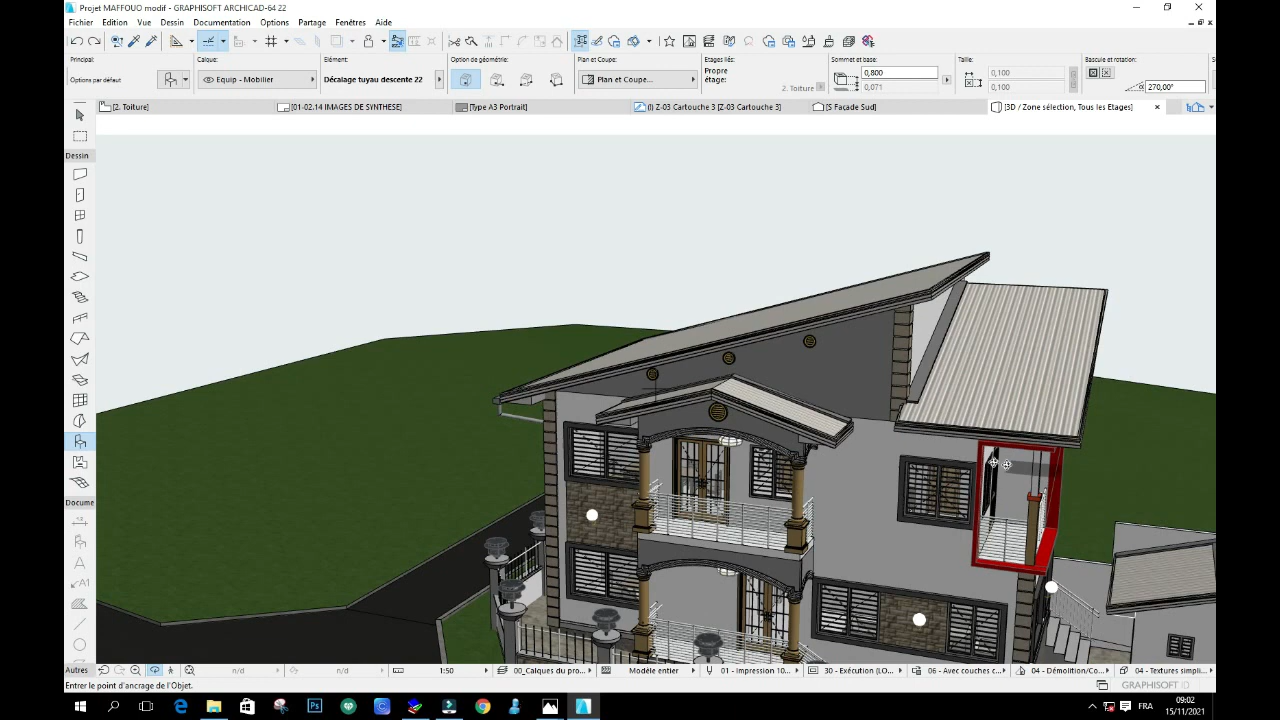 Projet MAFFOUO modif - GRAPHISOFT ARCHICAD-64 22
Fichier Edition Vue Dessin Documentation Options Partage Fenêtres Aide
Principal: Calque: Elément: Option de géométrie: Plan et Coupe: Etages liés: Sommet et base: Taille: Bascule et rotation:
Options par défaut Equip - Mobilier Décalage tuyau descente 22 Plan et Coupe... Propre étage: 2. Toiture 0,800 0,071 0,100 0,100 270,00°
[2. Toiture] [01-02.14 IMAGES DE SYNTHESE] [Type A3 Portrait] (I) Z-03 Cartouche 3 [Z-03 Cartouche 3] [S Façade Sud] [3D / Zone sélection, Tous les Etages]
Dessin
Docume
A
A1
Autres n/d n/d 1:50 00_Calques du pro... Modèle entier 01 - Impression 10... 30 - Exécution (LO... 06 - Avec couches c... 04 - Démolition/Co... 04 - Textures simpli...
Entrer le point d'ancrage de l'Objet.
GRAPHISOFT ID
Ps
FRA
09:02
15/11/2021